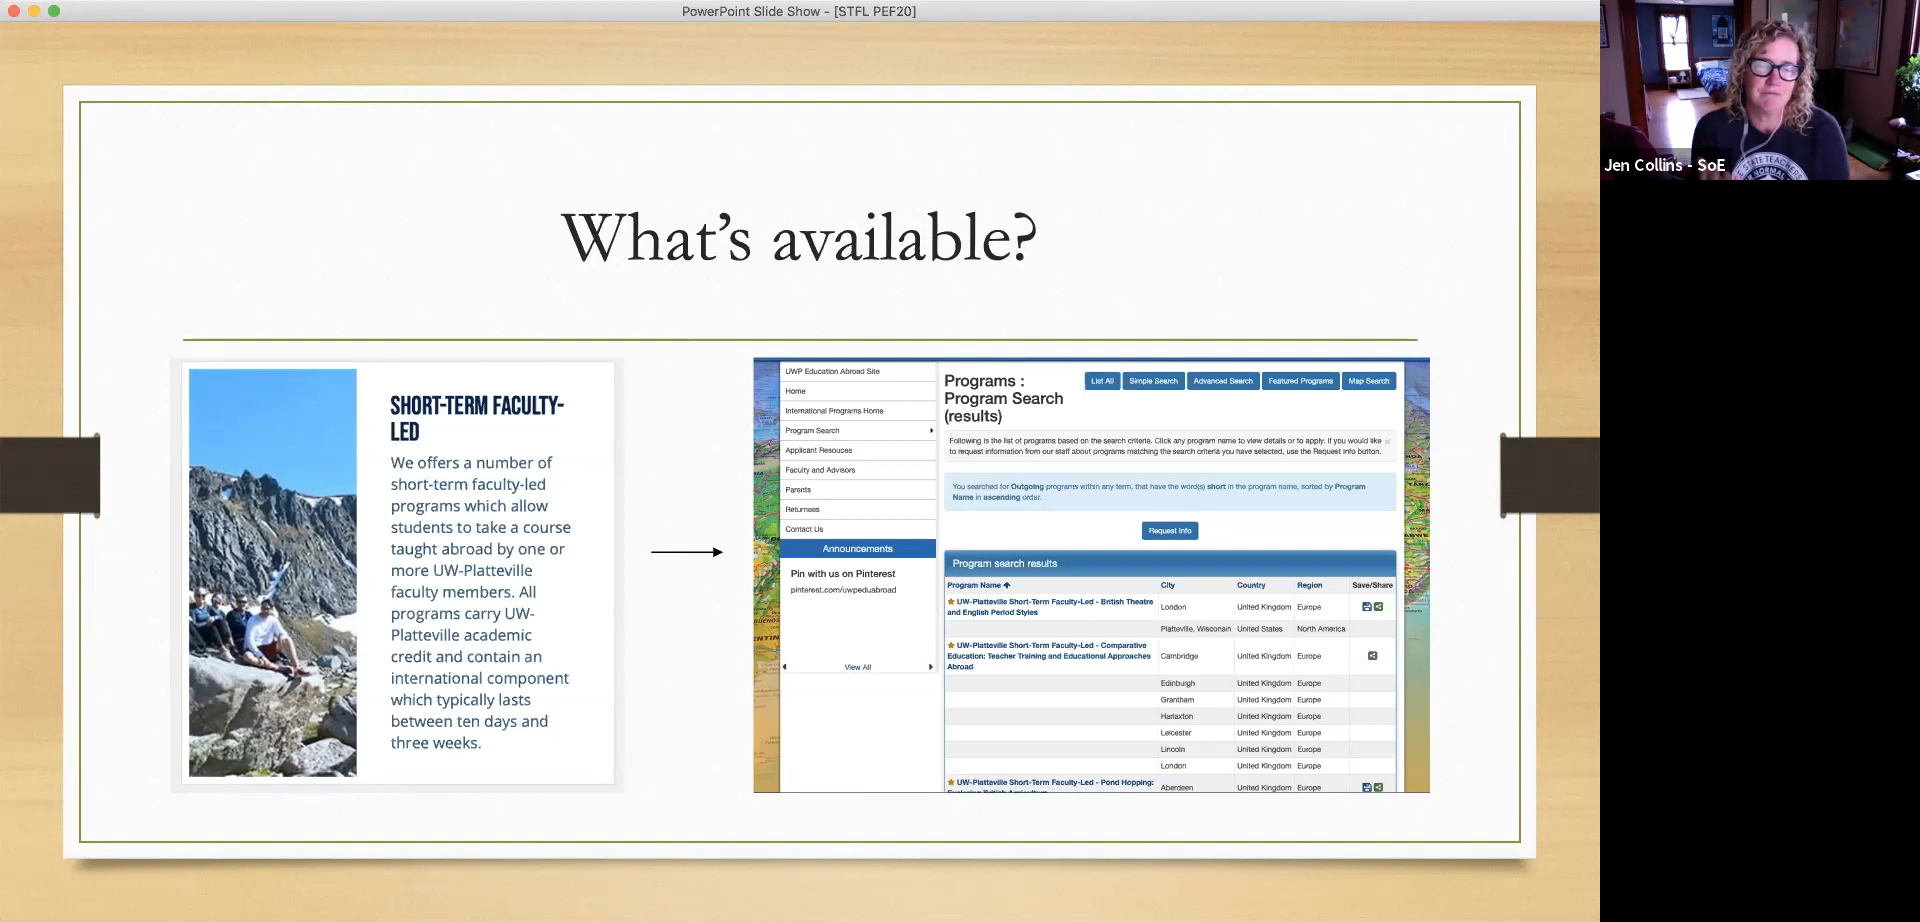 PowerPoint Slide Show - [STFL PEF20]
What's available?
SHORT-TERM FACULTY-
LED
We offers a number of
short-term faculty-led
programs which allow
students to take a course
taught abroad by one or
more UW-Platteville
faculty members. All
programs carry UW-
Platteville academic
credit and contain an
international component
which typically lasts
between ten days and
three weeks.
UWP Education Abroad Site
Home
International Programs Home
Program Search
Applicant Resouces
Faculty and Advisors
Parents
Returnees
Contact Us
Announcements
Pin with us on Pinterest
pinterest.com/uwpeduabroad
View All
Programs :
Program Search
(results)
List All
Simple Search
Advanced Search
Featured Programs
Map Search
Following is the list of programs based on the search criteria. Click any program name to view details or to apply. If you would like
to request information from our staff about programs matching the search criteria you have selected, use the Request Info button.
You searched for Outgoing programs within any term, that have the word(s) short in the program name, sorted by Program
Name in ascending order.
Request Info
Program search results
Program Name City Country Region Save/Share
UW-Platteville Short-Term Faculty-Led - British Theatre
and English Period Styles
London United Kingdom Europe
Platteville, Wisconsin United States North America
UW-Platteville Short-Term Faculty-Led - Comparative
Education: Teacher Training and Educational Approaches
Abroad
Cambridge United Kingdom Europe
Edinburgh United Kingdom Europe
Grantham United Kingdom Europe
Harlaxton United Kingdom Europe
Leicester United Kingdom Europe
Lincoln United Kingdom Europe
London United Kingdom Europe
UW-Platteville Short-Term Faculty-Led - Pond Hopping:
Aberdeen United Kingdom Europe
Jen Collins - SoE
STATE TEACHERS
NORMAL